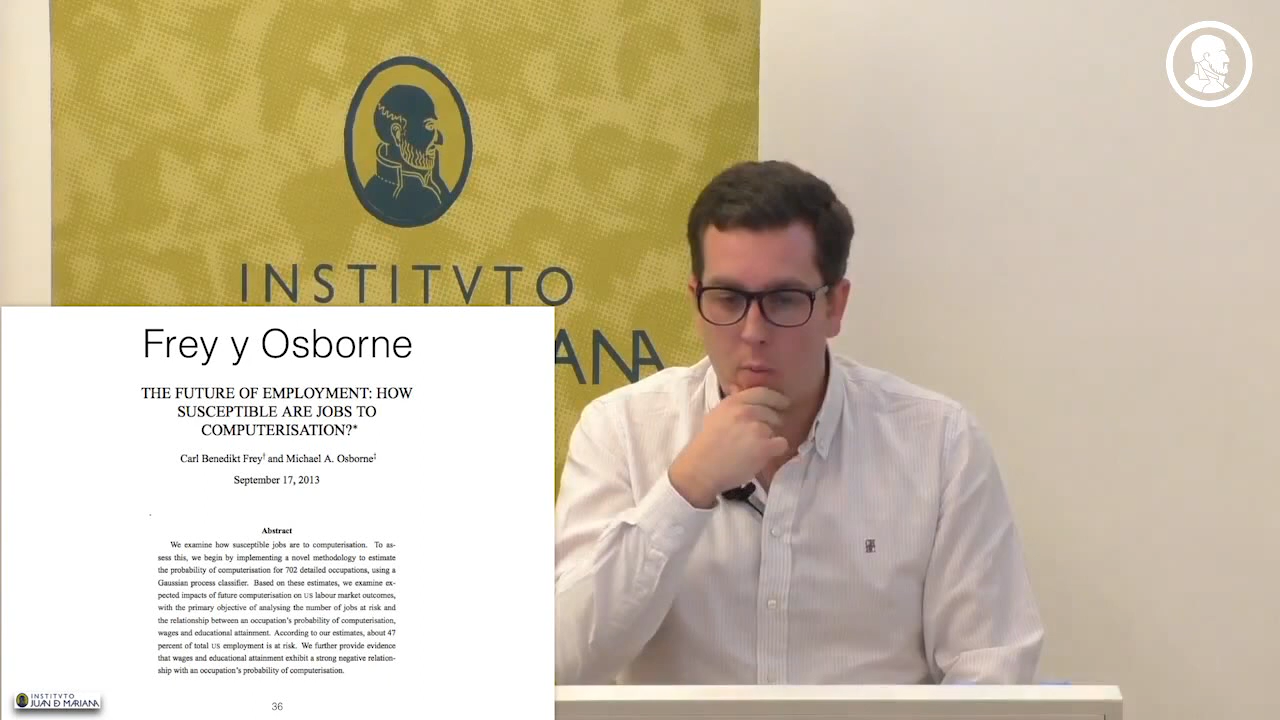 INSTITVTO
ANA
Frey y Osborne
THE FUTURE OF EMPLOYMENT: HOW
SUSCEPTIBLE ARE JOBS TO
COMPUTERISATION?*
Carl Benedikt Frey† and Michael A. Osborne‡
September 17, 2013
.
Abstract
We examine how susceptible jobs are to computerisation. To as-
sess this, we begin by implementing a novel methodology to estimate
the probability of computerisation for 702 detailed occupations, using a
Gaussian process classifier. Based on these estimates, we examine ex-
pected impacts of future computerisation on US labour market outcomes,
with the primary objective of analysing the number of jobs at risk and
the relationship between an occupation's probability of computerisation,
wages and educational attainment. According to our estimates, about 47
percent of total US employment is at risk. We further provide evidence
that wages and educational attainment exhibit a strong negative relation-
ship with an occupation's probability of computerisation.
36
INSTITVTO
JUAN DE MARIANA